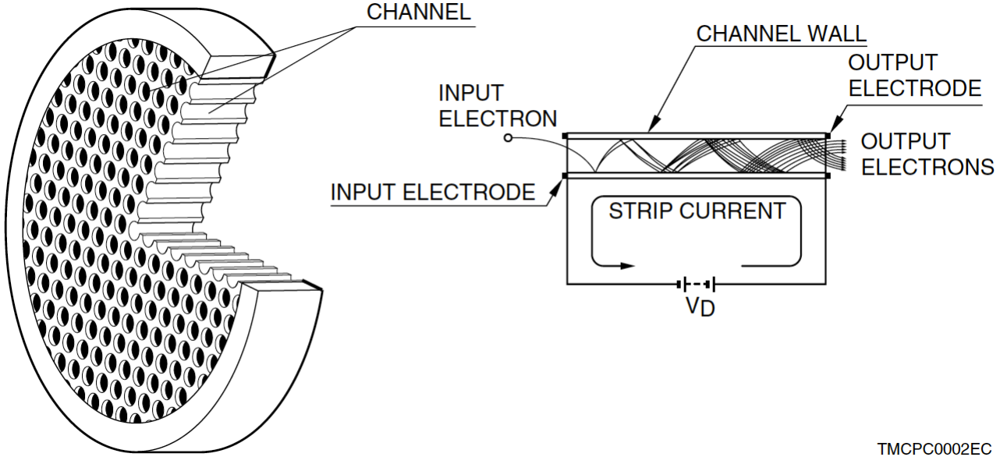 CHANNEL
CHANNEL WALL
OUTPUT
ELECTRODE
INPUT
ELECTRON
OUTPUT
ELECTRONS
INPUT ELECTRODE
STRIP CURRENT
VD
TMCPC0002EC